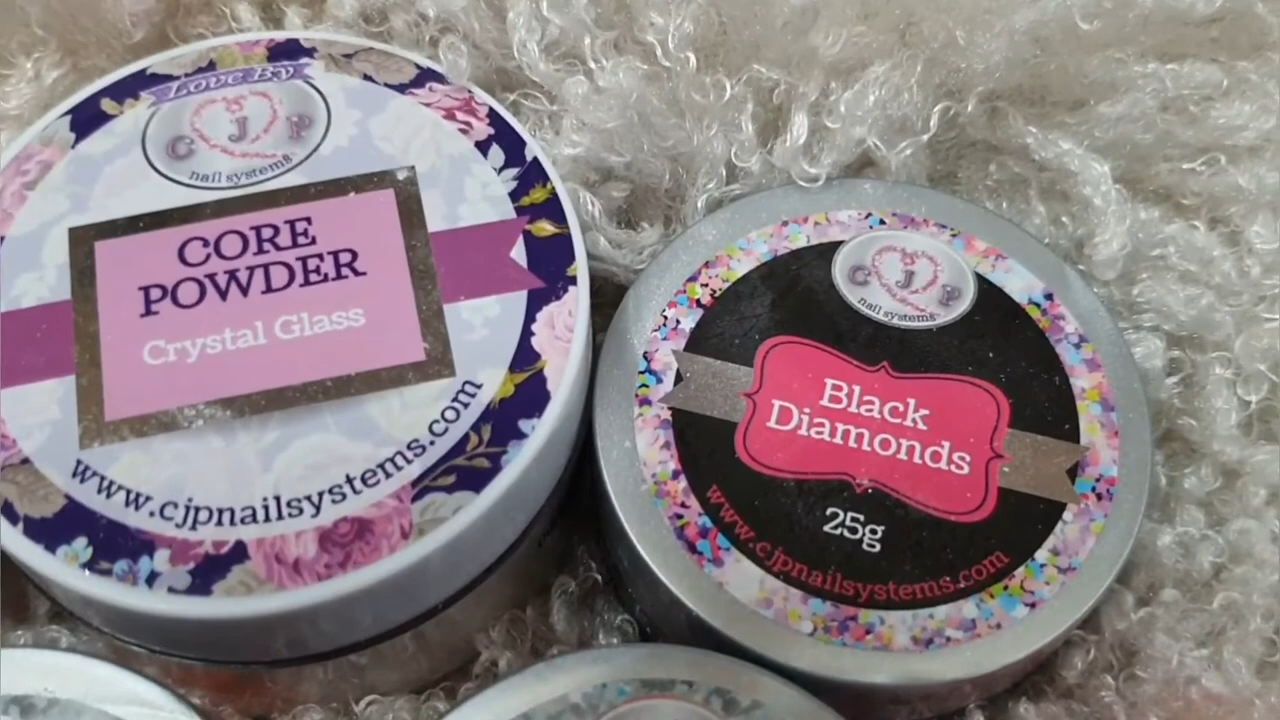 Love By
C J P
nail systems
CORE
POWDER
Crystal Glass
www.cjpnailsystems.com
C J P
nail systems
Black
Diamonds
25g
www.cjpnailsystems.com